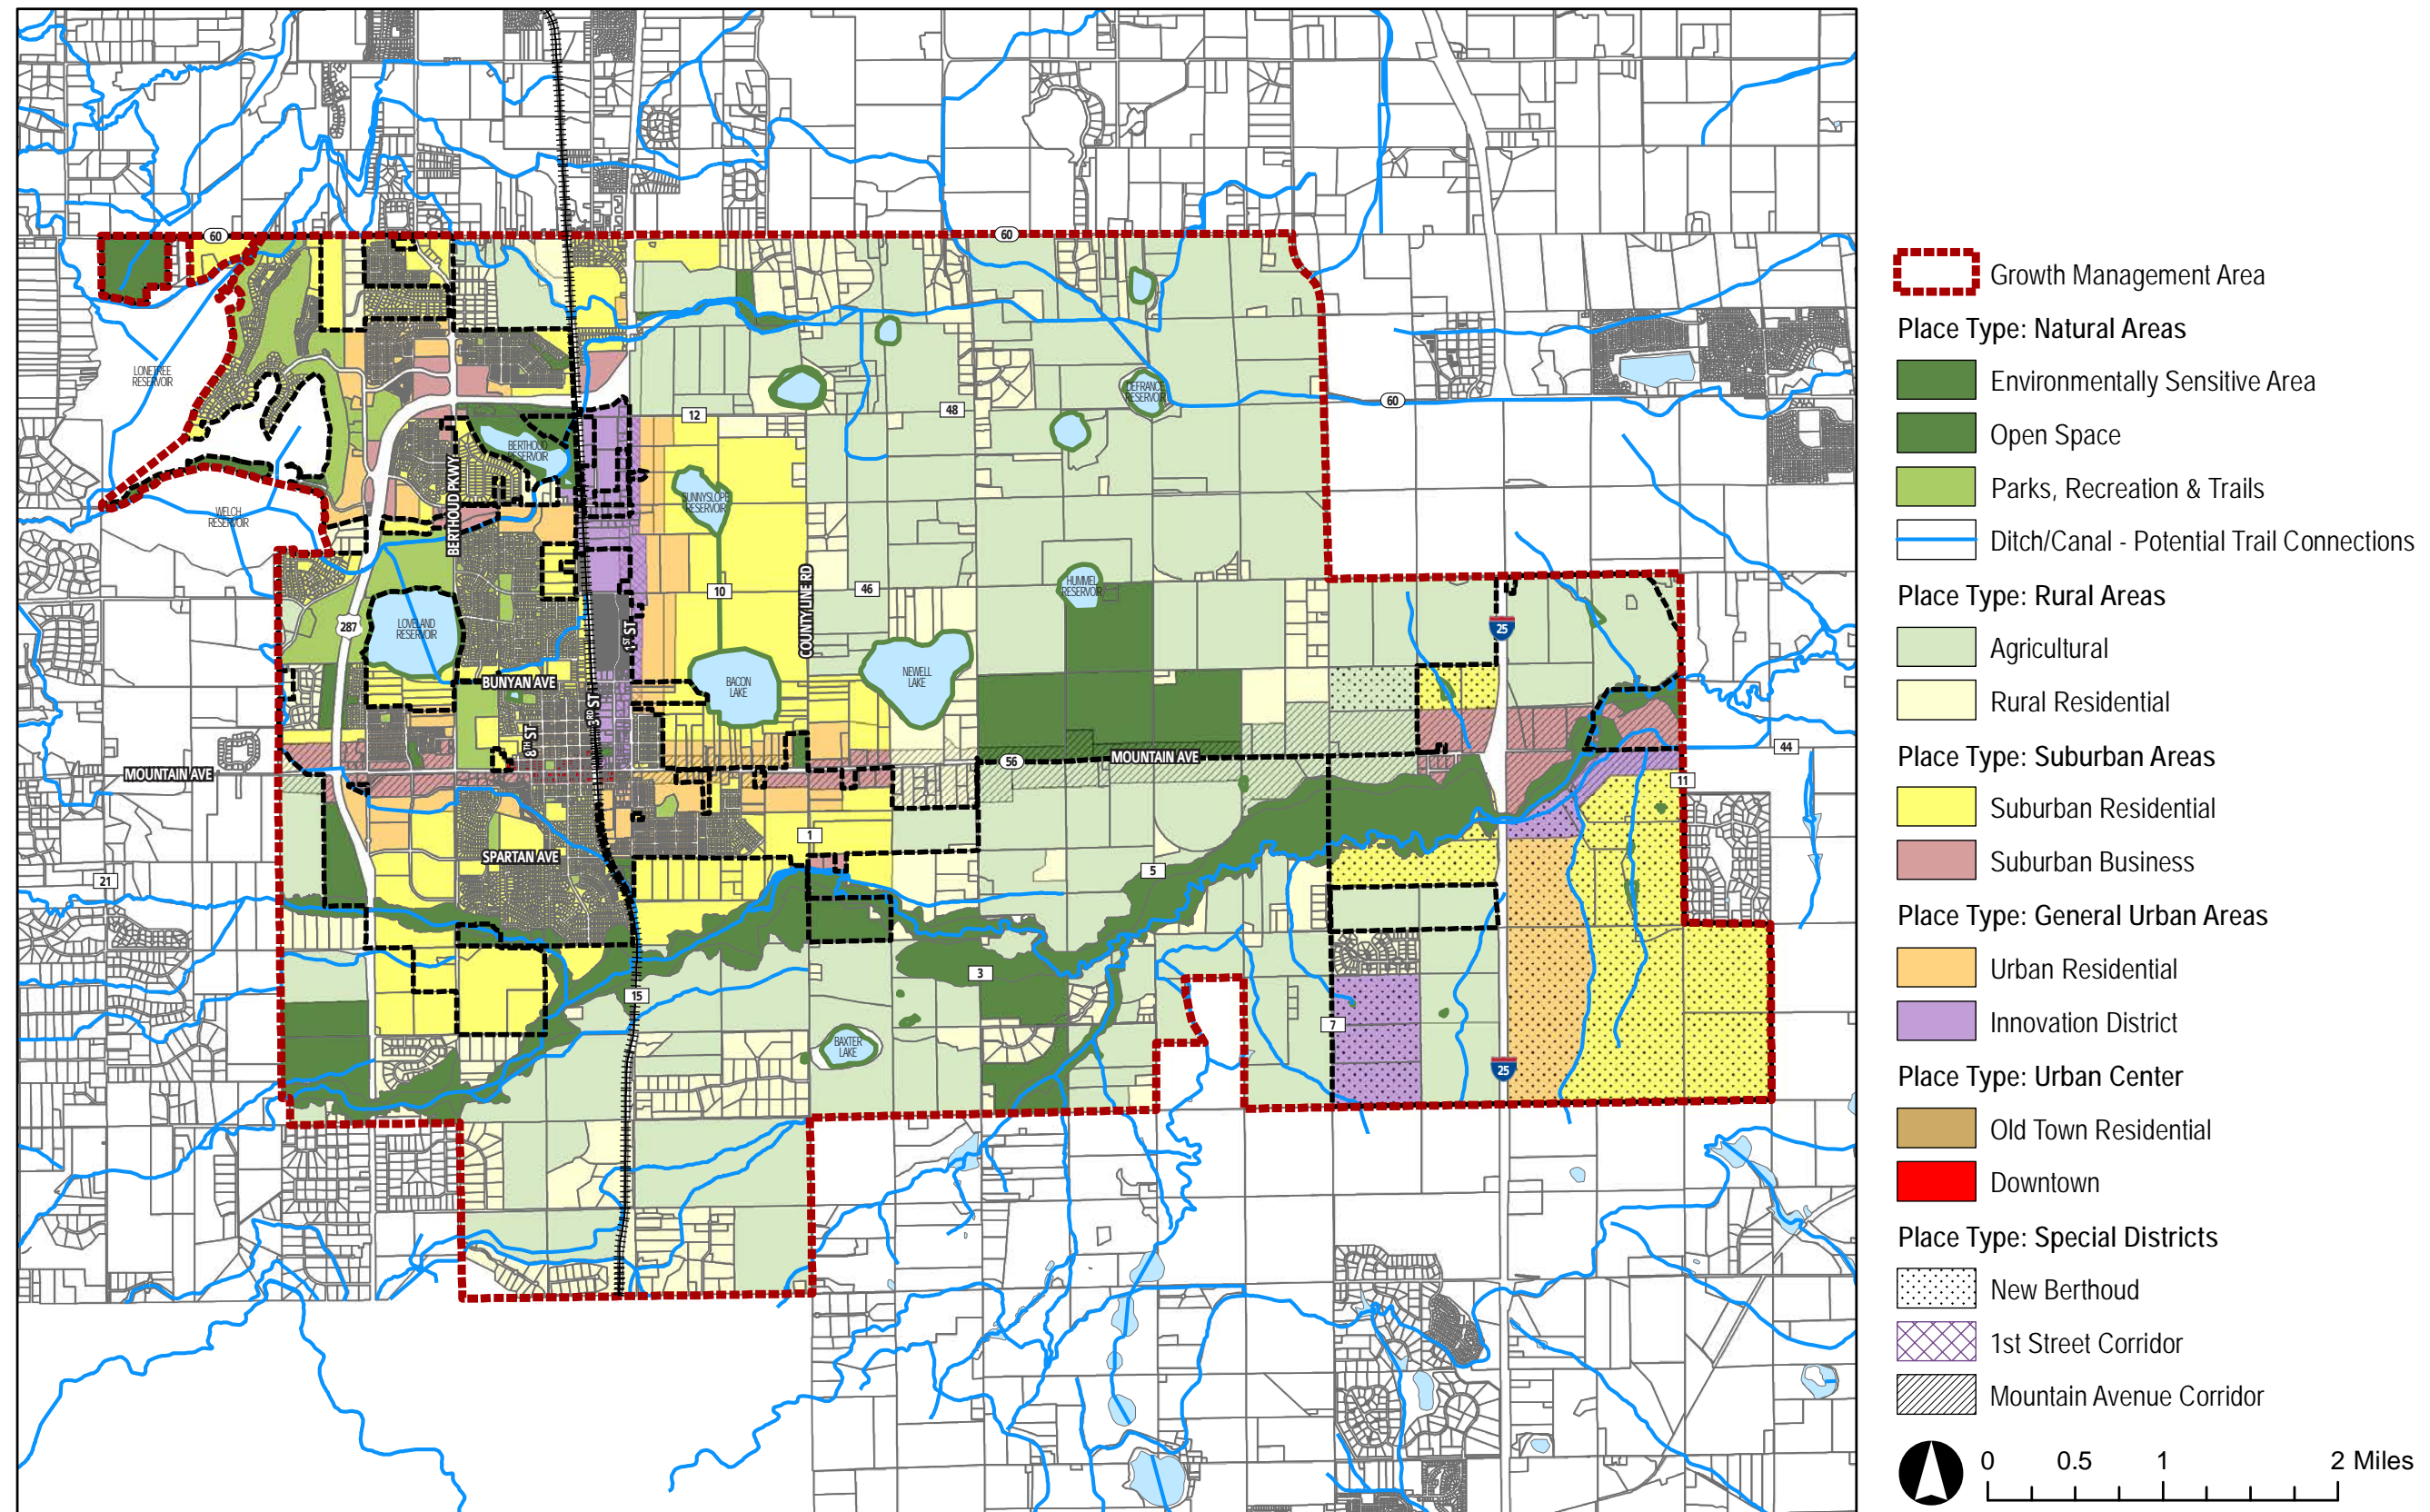 60
60
LONETREE
RESERVOIR
DEFRANCE
RESERVOIR
60
12
48
BERTHOUD
RESERVOIR
BERTHOUD PKWY
SUNNYSLOPE
RESERVOIR
WELCH
RESERVOIR
COUNTY LINE RD
10
46
HUMMEL
RESERVOIR
LOVELAND
RESERVOIR
287
1ST ST
25
BUNYAN AVE
BACON
LAKE
NEWELL
LAKE
3RD ST
8TH ST
MOUNTAIN AVE
56
MOUNTAIN AVE
44
11
1
SPARTAN AVE
5
21
3
15
7
BAXTER
LAKE
25
Growth Management Area
Place Type: Natural Areas
Environmentally Sensitive Area
Open Space
Parks, Recreation & Trails
Ditch/Canal - Potential Trail Connections
Place Type: Rural Areas
Agricultural
Rural Residential
Place Type: Suburban Areas
Suburban Residential
Suburban Business
Place Type: General Urban Areas
Urban Residential
Innovation District
Place Type: Urban Center
Old Town Residential
Downtown
Place Type: Special Districts
New Berthoud
1st Street Corridor
Mountain Avenue Corridor
0 0.5 1 2 Miles